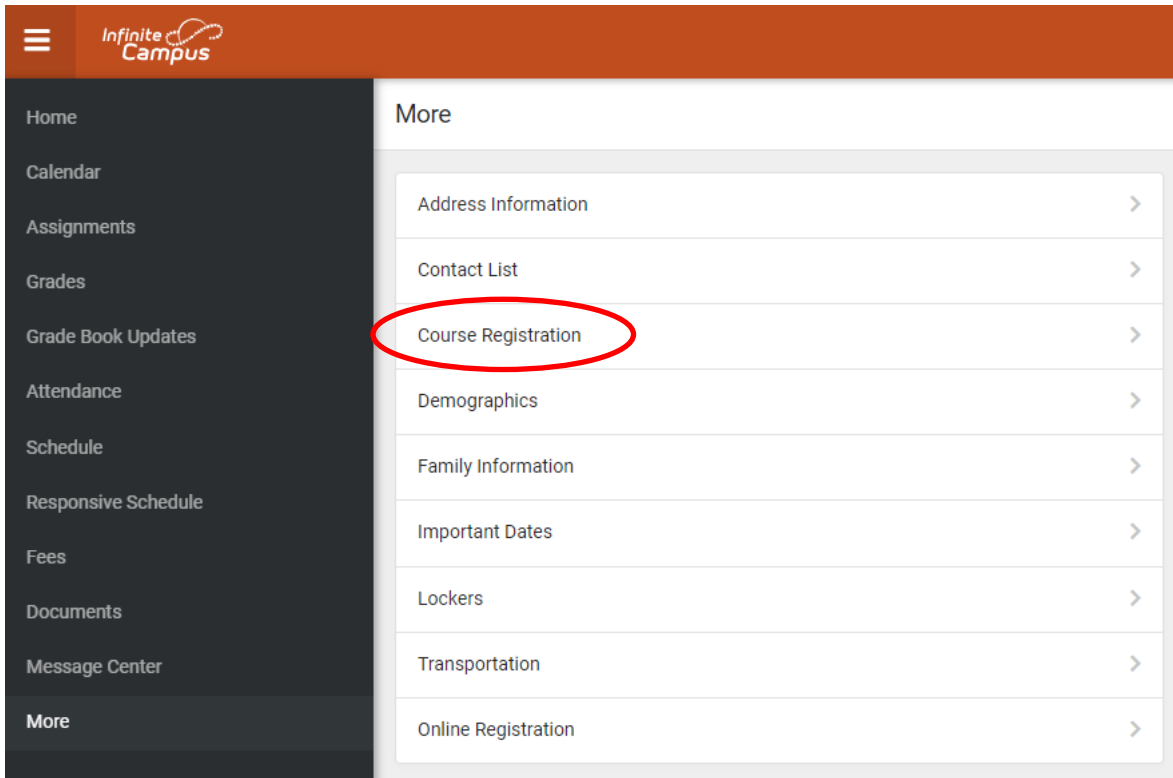 Infinite
Campus
Home
Calendar
Assignments
Grades
Grade Book Updates
Attendance
Schedule
Responsive Schedule
Fees
Documents
Message Center
More
More
Address Information
Contact List
Course Registration
Demographics
Family Information
Important Dates
Lockers
Transportation
Online Registration